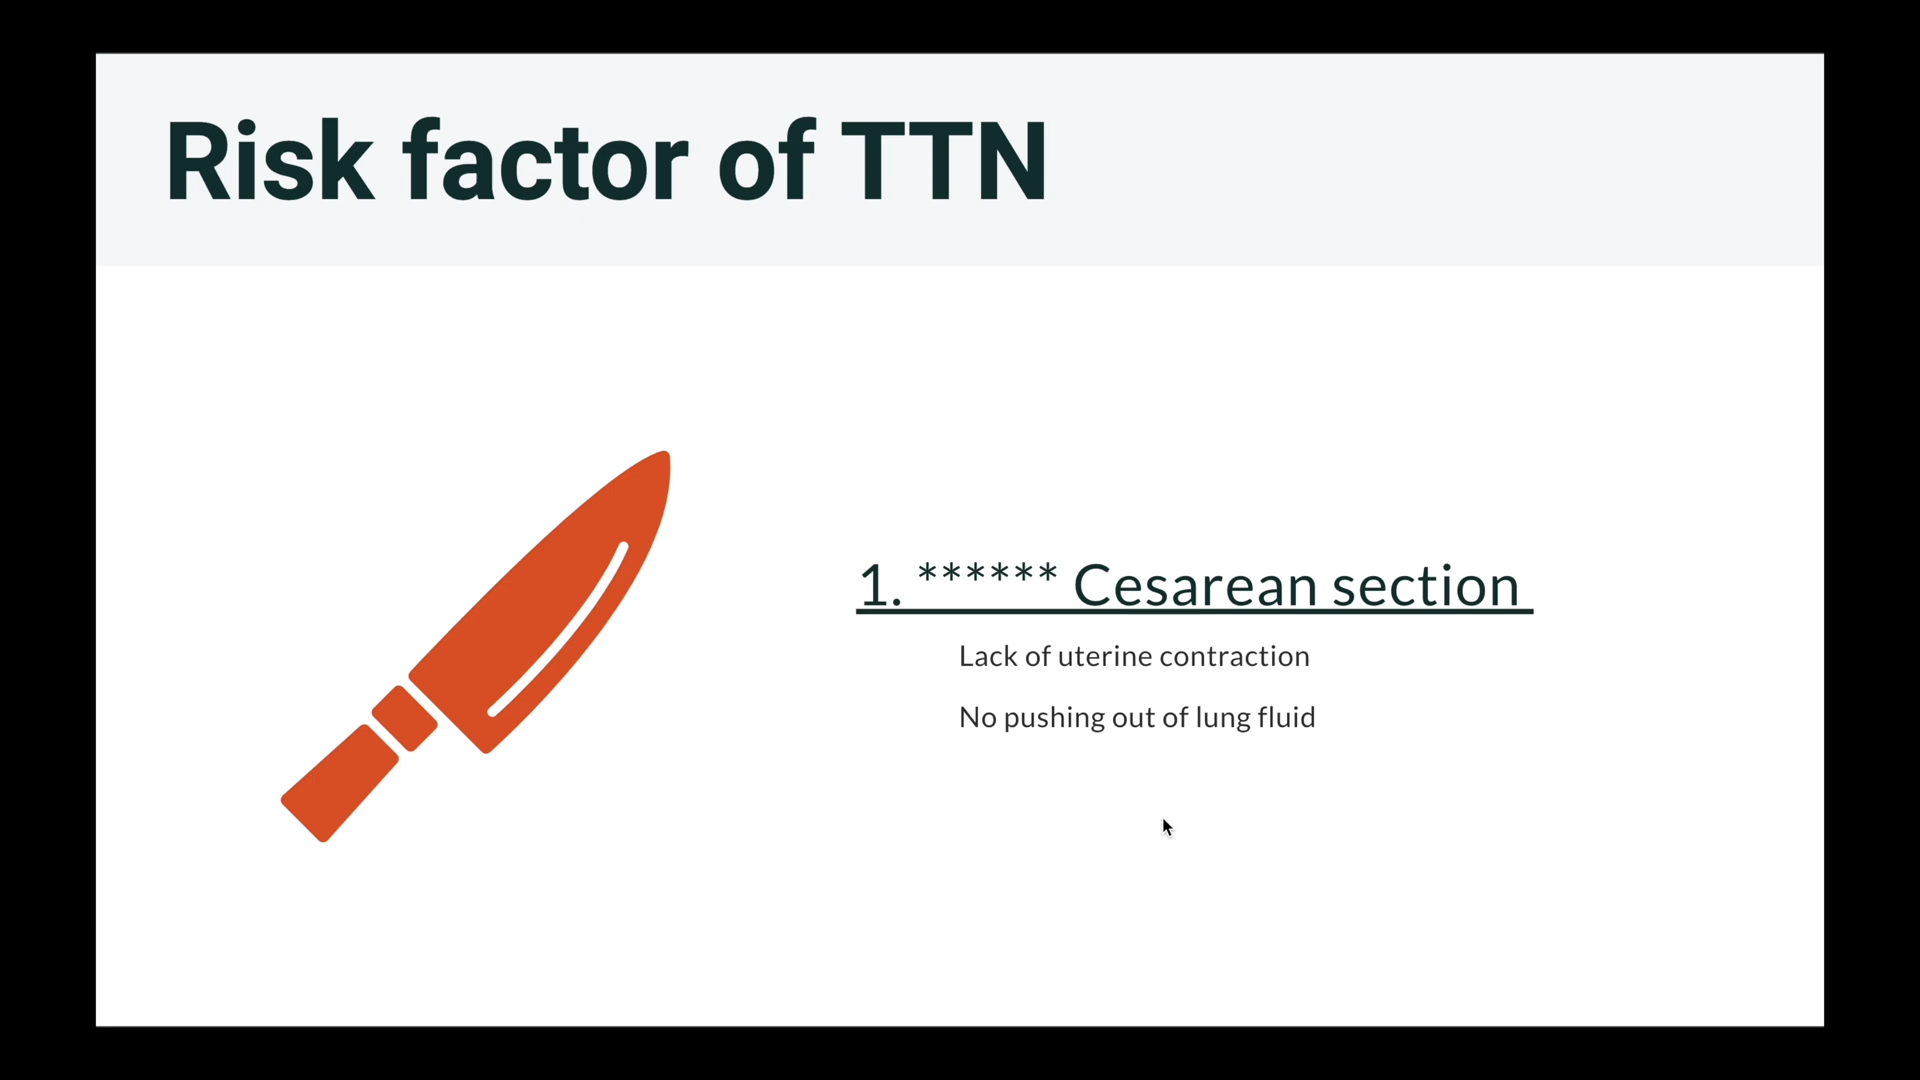 Risk factor of TTN
1. ****** Cesarean section
Lack of uterine contraction
No pushing out of lung fluid